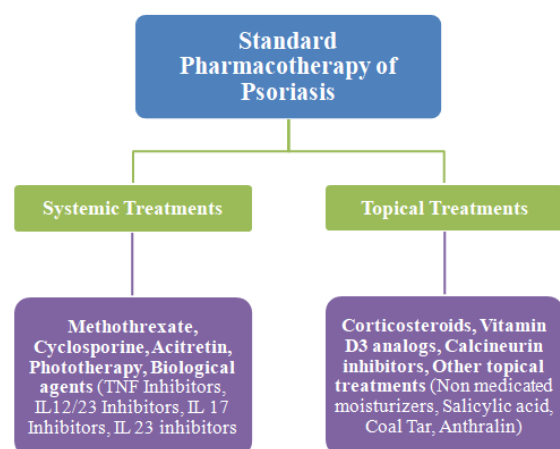 Standard
Pharmacotherapy of
Psoriasis
Systemic Treatments
Topical Treatments
Methothrexate,
Cyclosporine, Acitretin,
Phototherapy, Biological
agents (TNF Inhibitors,
IL12/23 Inhibitors, IL 17
Inhibitors, IL 23 inhibitors
Corticosteroids, Vitamin
D3 analogs, Calcineurin
inhibitors, Other topical
treatments (Non medicated
moisturizers, Salicylic acid,
Coal Tar, Anthralin)